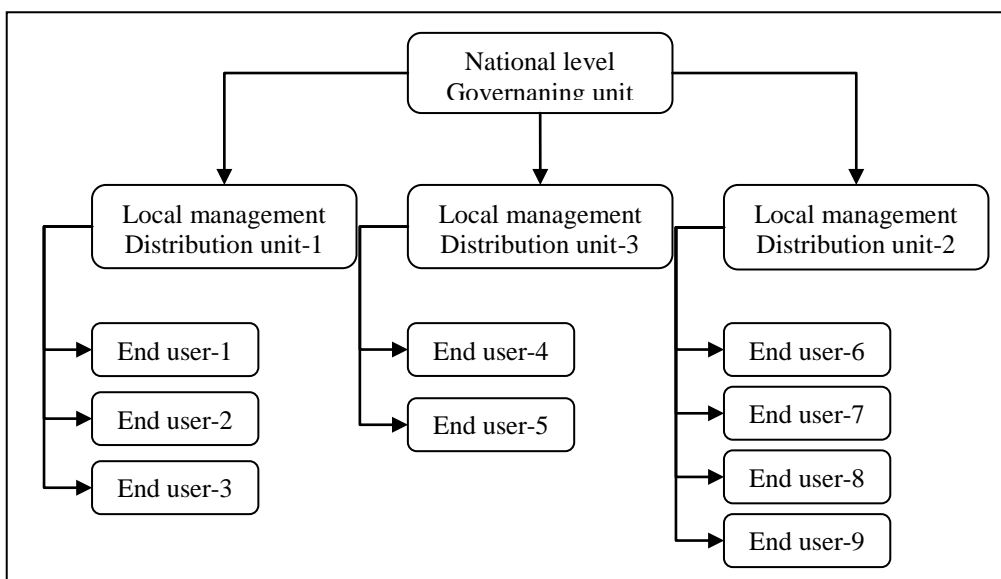 National level
Governaning unit
Local management
Distribution unit-1
Local management
Distribution unit-3
Local management
Distribution unit-2
End user-1
End user-2
End user-3
End user-4
End user-5
End user-6
End user-7
End user-8
End user-9